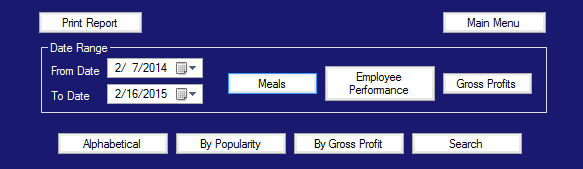 Print Report
Main Menu
Date Range
From Date
2/ 7/2014
To Date
2/16/2015
Meals
Employee
Performance
Gross Profits
Alphabetical
By Popularity
By Gross Profit
Search